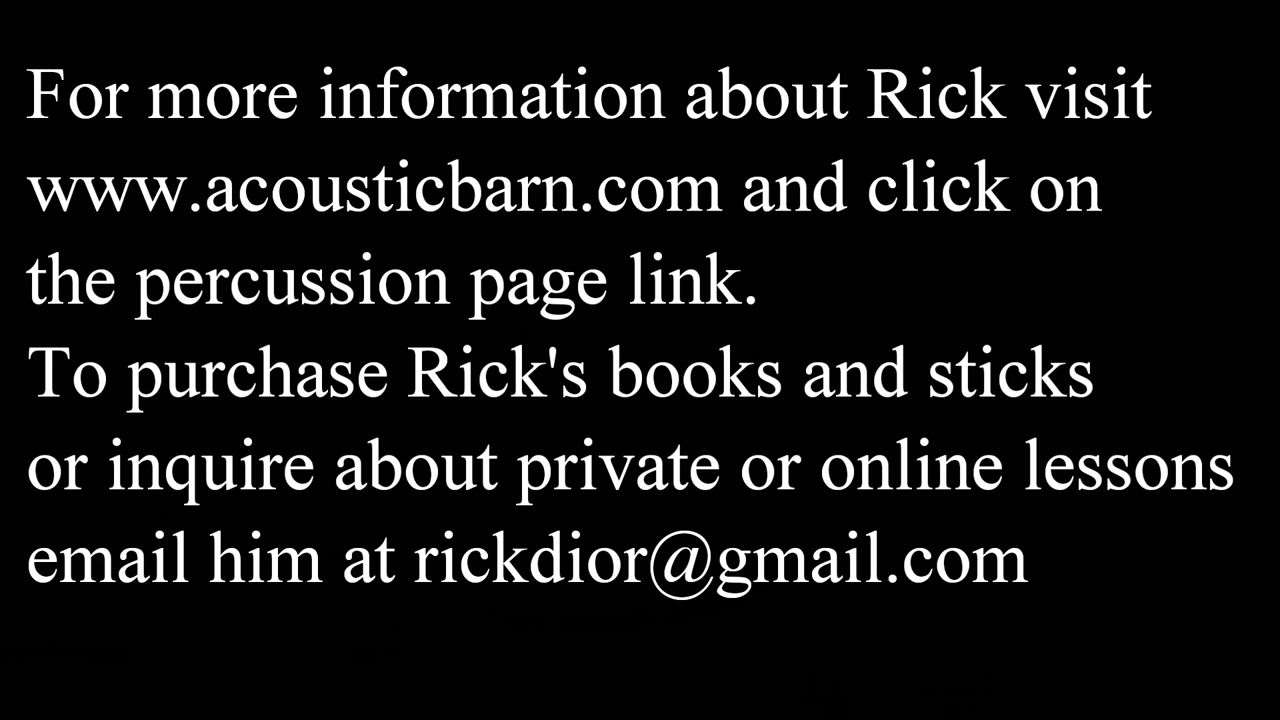 For more information about Rick visit
www.acousticbarn.com and click on
the percussion page link.
To purchase Rick's books and sticks
or inquire about private or online lessons
email him at rickdior@gmail.com